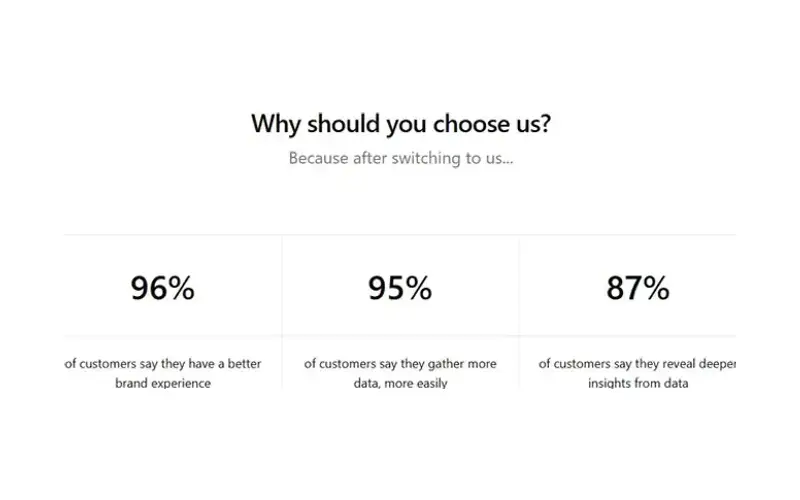 Why should you choose us?
Because after switching to us...
96%
95%
87%
of customers say they have a better
brand experience
of customers say they gather more
data, more easily
of customers say they reveal deeper
insights from data